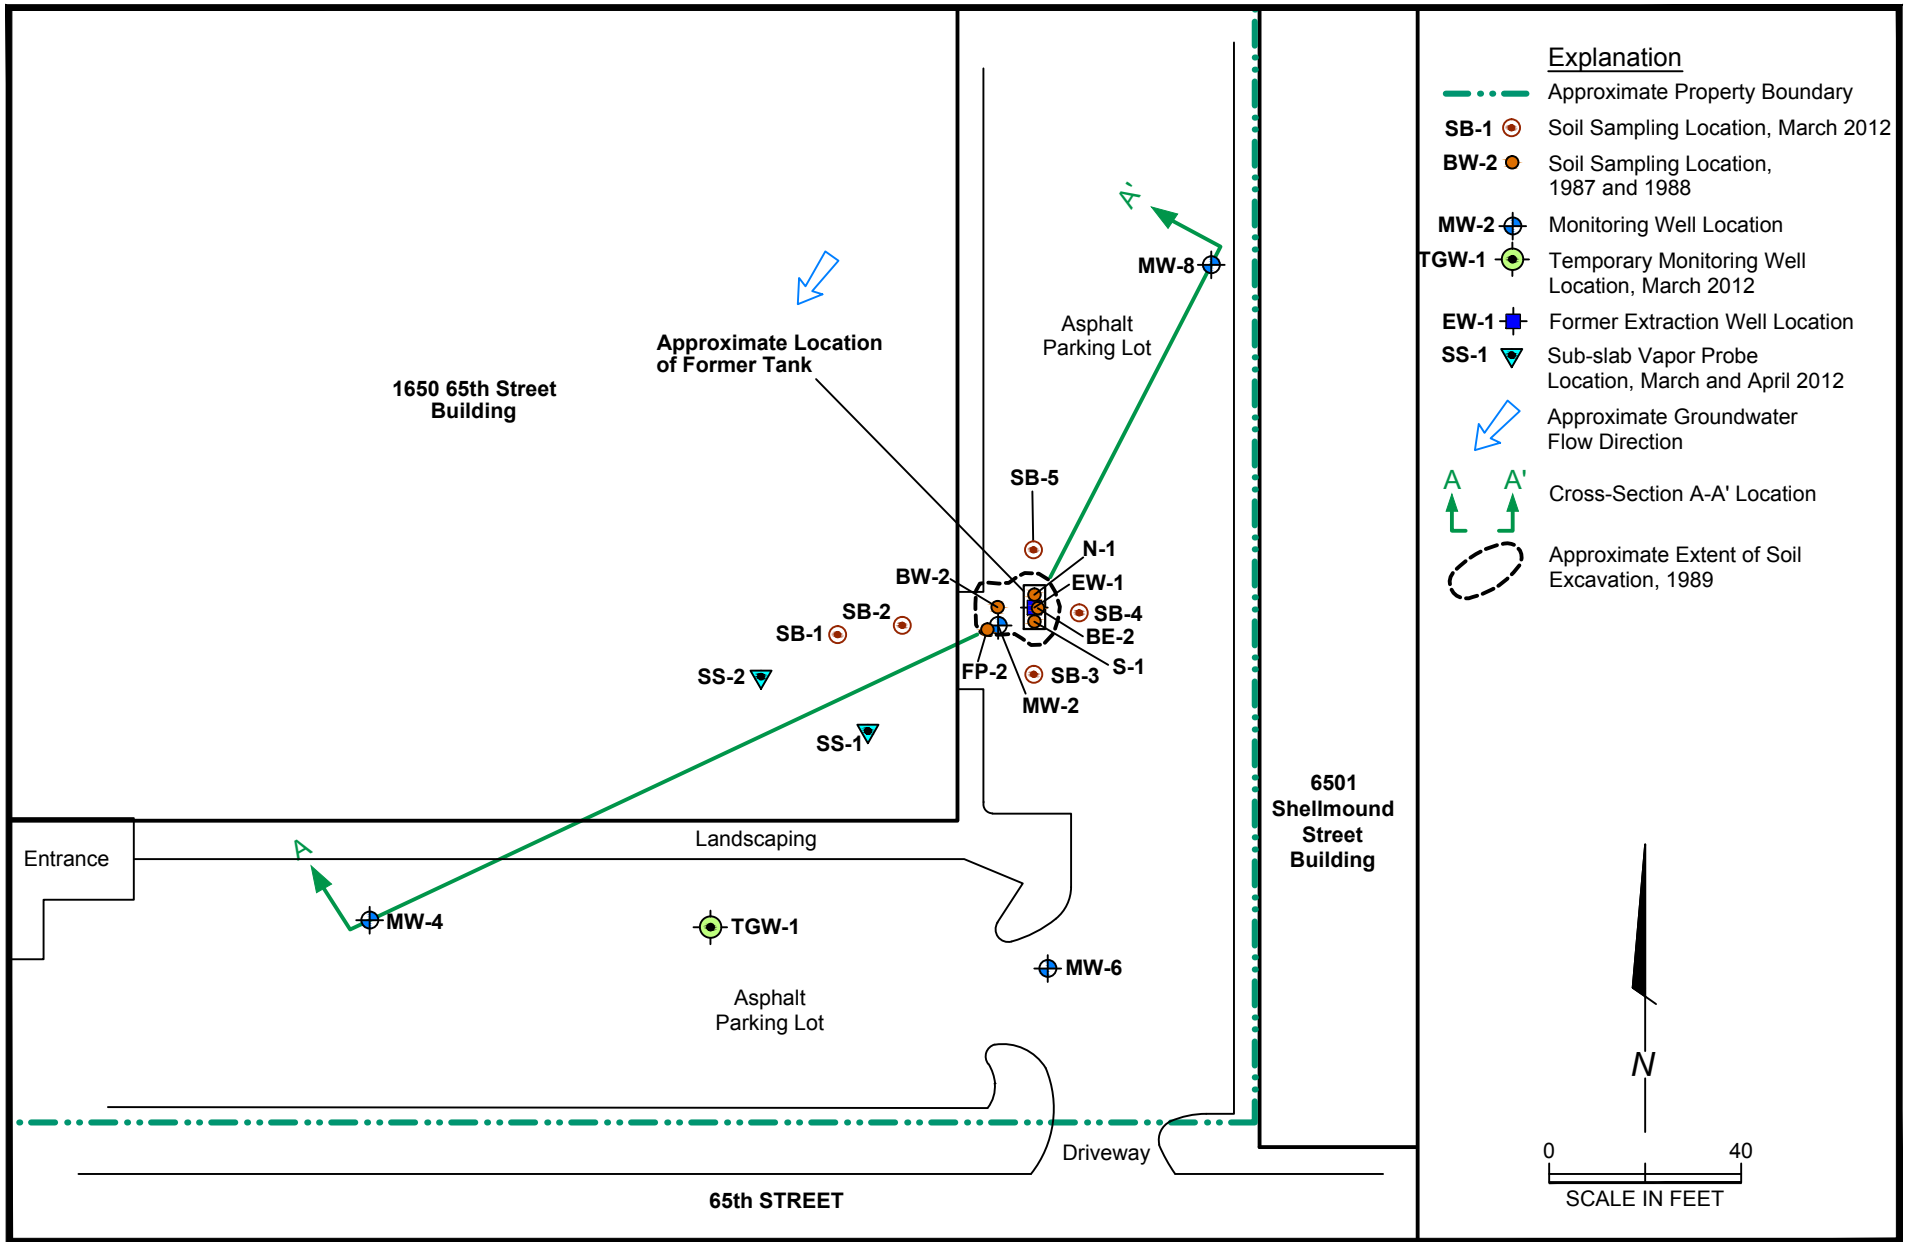 Explanation
Approximate Property Boundary
SB-1
Soil Sampling Location, March 2012
BW-2
Soil Sampling Location,
1987 and 1988
MW-2
Monitoring Well Location
TGW-1
Temporary Monitoring Well
Location, March 2012
EW-1
Former Extraction Well Location
SS-1
Sub-slab Vapor Probe
Location, March and April 2012
Approximate Groundwater
Flow Direction
A
A'
Cross-Section A-A' Location
Approximate Extent of Soil
Excavation, 1989
A'
MW-8
Asphalt
Parking Lot
Approximate Location
of Former Tank
1650 65th Street
Building
SB-5
N-1
BW-2
EW-1
SB-2
SB-4
SB-1
BE-2
SS-2
FP-2
S-1
SB-3
MW-2
SS-1
6501
Shellmound
Street
Building
Landscaping
A
Entrance
MW-4
TGW-1
MW-6
Asphalt
Parking Lot
Driveway
65th STREET
N
0
40
SCALE IN FEET